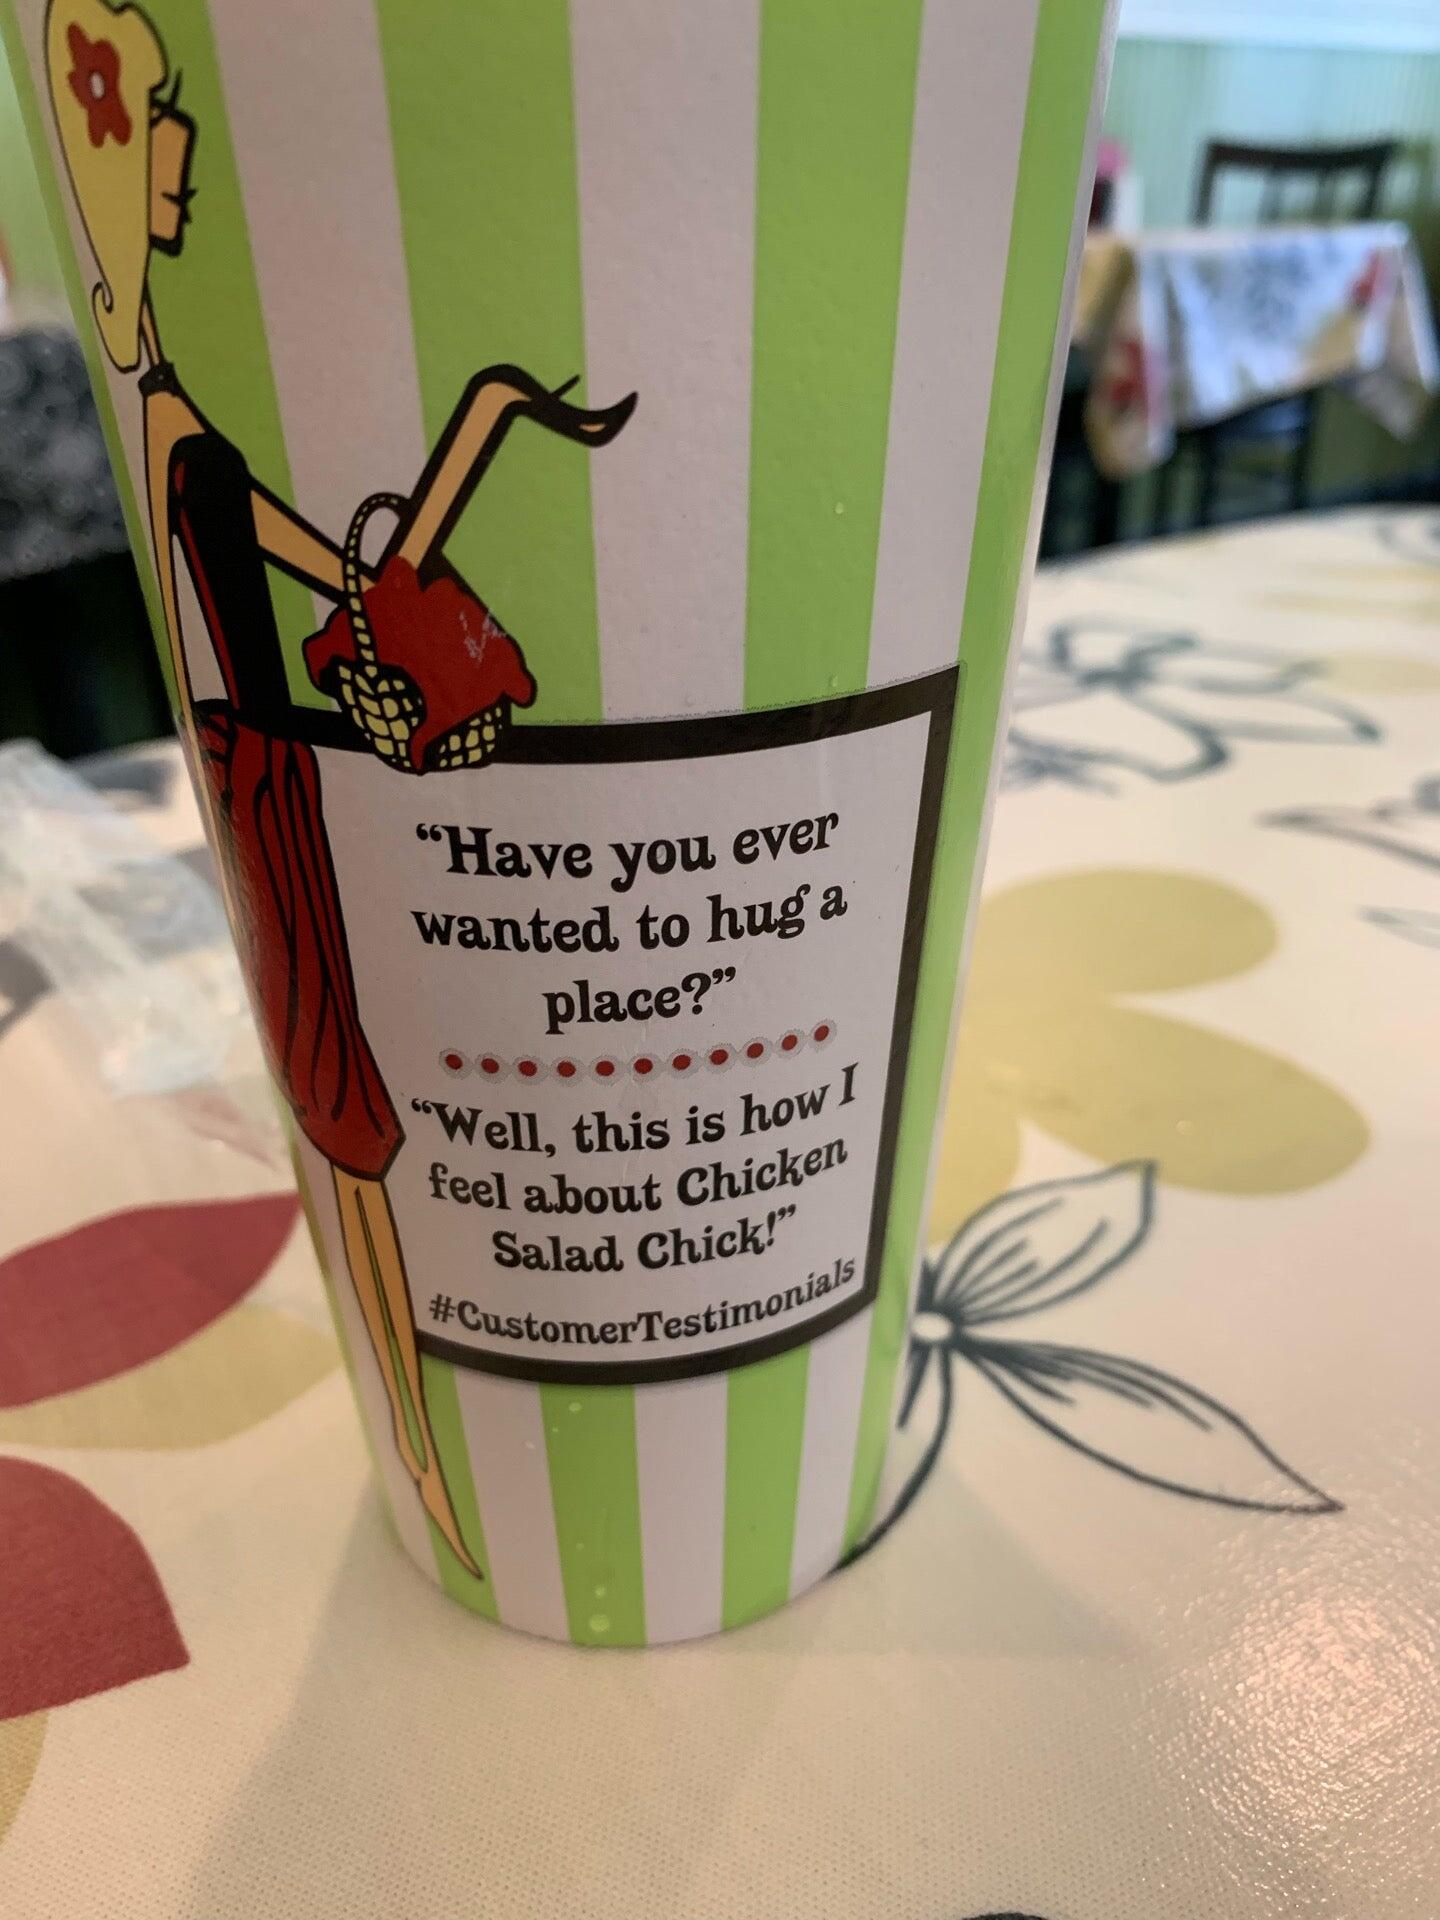 “Have you ever
wanted to hug a
place?”
“Well, this is how I
feel about Chicken
Salad Chick!”
#CustomerTestimonials